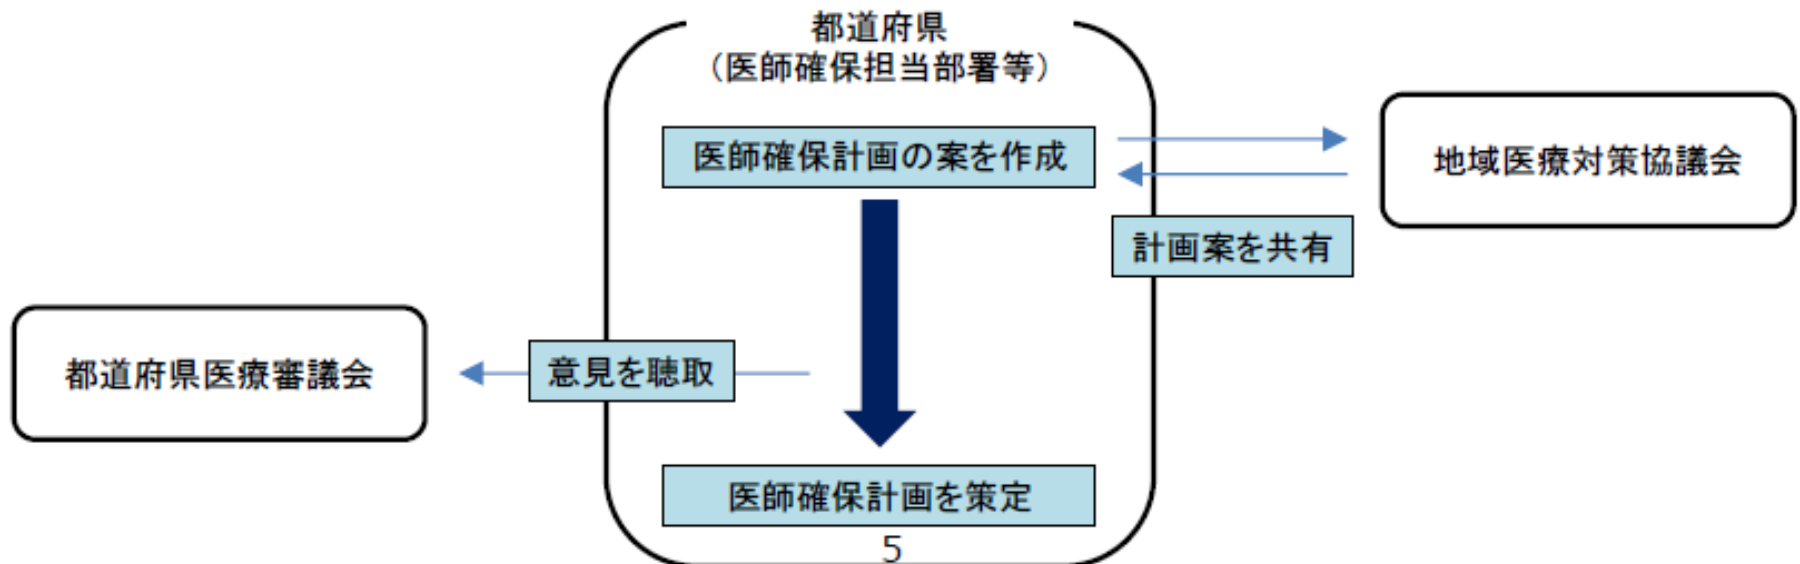 都道府県
（医師確保担当部署等）
医師確保計画の案を作成
地域医療対策協議会
計画案を共有
都道府県医療審議会
意見を聴取
医師確保計画を策定
5